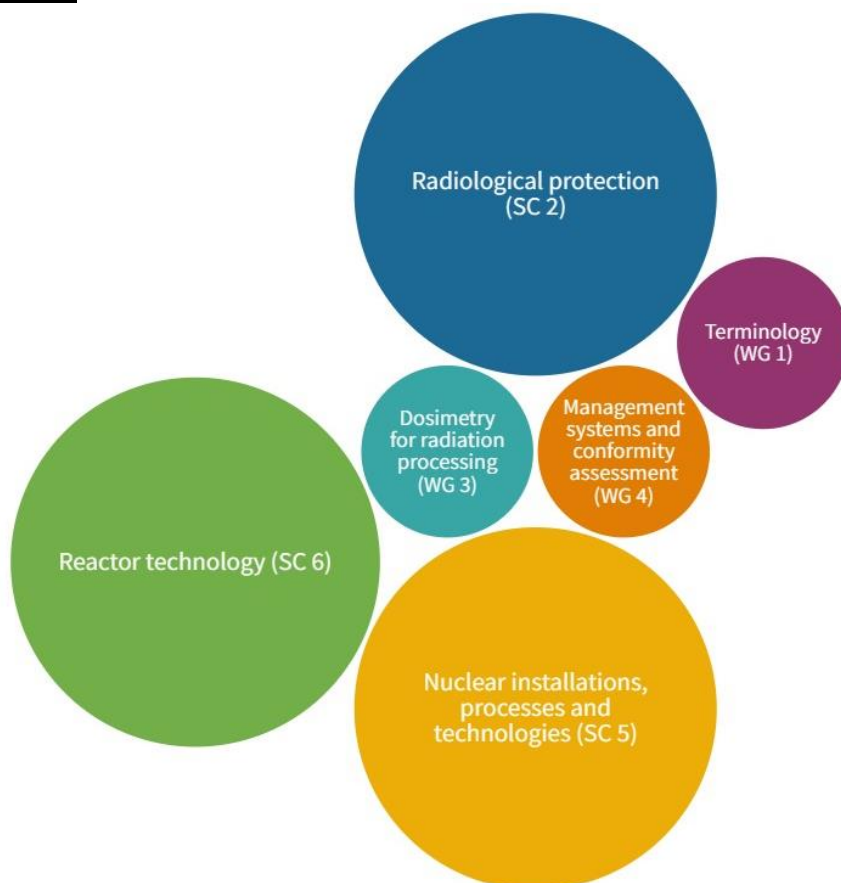 Radiological protection
(SC 2)
Terminology
(WG 1)
Dosimetry
for radiation
processing
(WG 3)
Management
systems and
conformity
assessment
(WG 4)
Reactor technology (SC 6)
Nuclear installations,
processes and
technologies (SC 5)